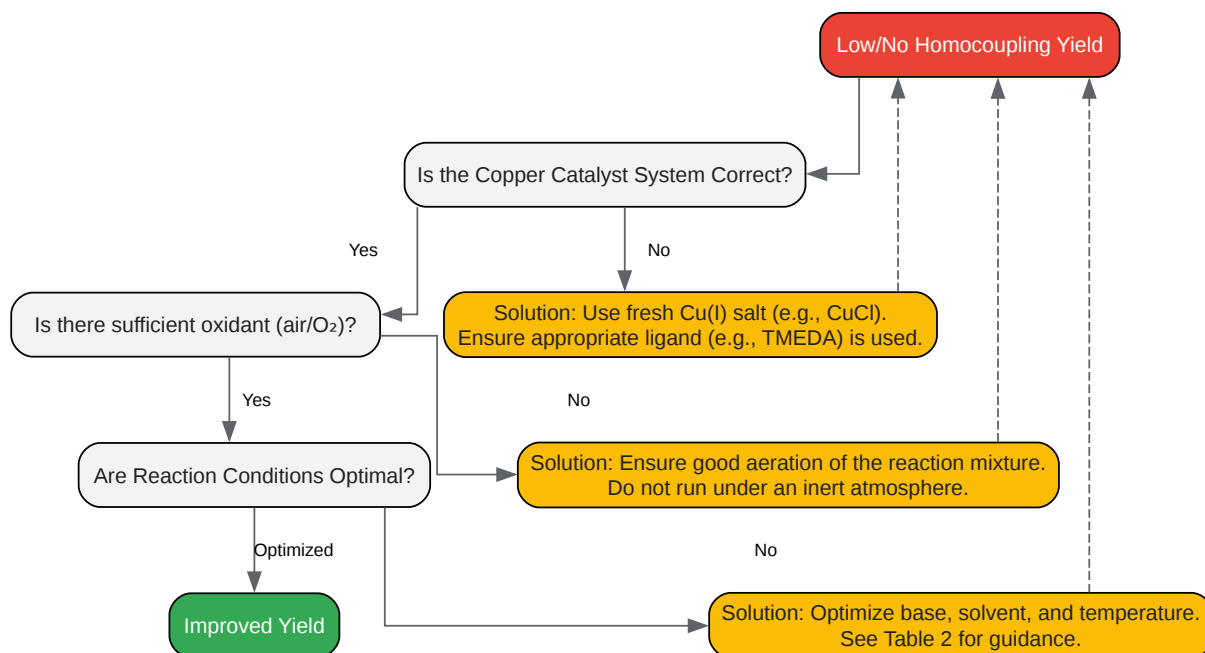 Low/No Homocoupling Yield
Is the Copper Catalyst System Correct?
Yes
No
Solution: Use fresh Cu(I) salt (e.g., CuCl).
Ensure appropriate ligand (e.g., TMEDA) is used.
Is there sufficient oxidant (air/O₂)?
Yes
No
Solution: Ensure good aeration of the reaction mixture.
Do not run under an inert atmosphere.
Are Reaction Conditions Optimal?
Optimized
No
Improved Yield
Solution: Optimize base, solvent, and temperature.
See Table 2 for guidance.